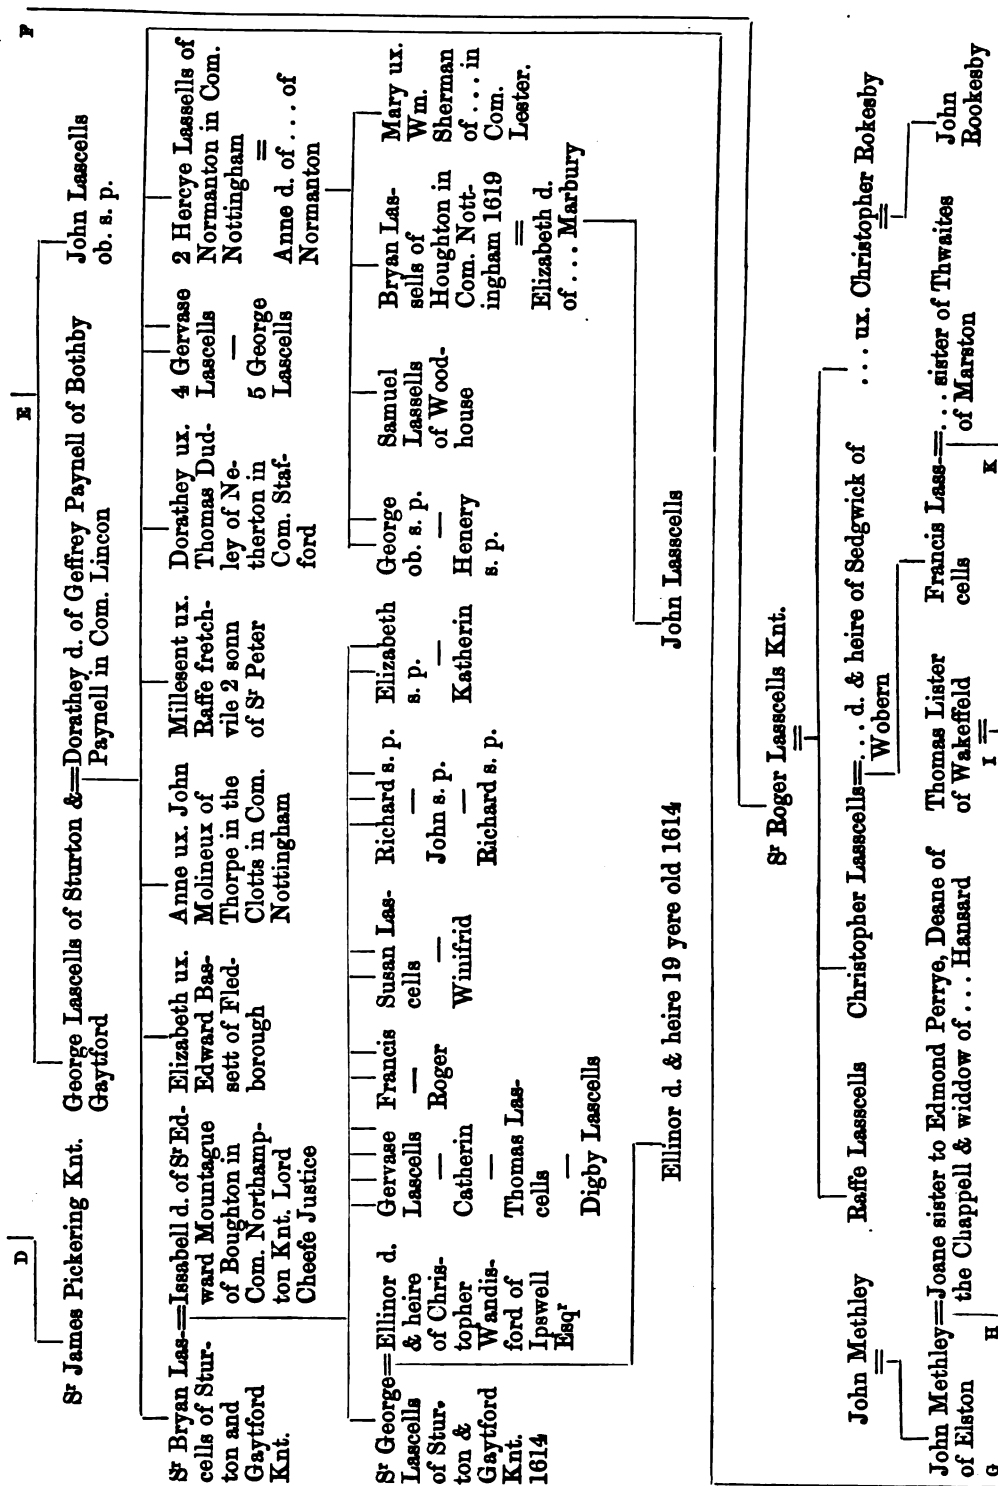 D
E
F
Sr James Pickering Knt.
George Lascells of Sturton &=Dorathey d. of Geffrey Paynell of Bothby
Gaytford
Paynell in Com. Lincon
John Lascells
ob. s. p.
Sr Bryan Las-=Issabell d. of Sr Ed-
cells of Stur-
ton and
Gaytford
Knt.
ward Mountague
of Boughton in
Com. Northamp-
ton Knt. Lord
Cheefe Justice
Elizabeth ux.
Edward Bas-
sett of Fled-
borough
Anne ux. John
Molineux of
Thorpe in the
Clotts in Com.
Nottingham
Millesent ux.
Raffe fretch-
vile 2 sonn
of Sr Peter
Dorathey ux.
Thomas Dud-
ley of Ne-
therton in
Com. Staf-
ford
4 Gervase
Lascells
—
5 George
Lascells
2 Hercye Lassells of
Normanton in Com.
Nottingham
=
Anne d. of .... of
Normanton
Sr George=Ellinor d.
Lascells
of Stur-
ton &
Gaytford
Knt.
1614
& heire
of Chris-
topher
Wandis-
ford of
Ipswell
Esqr
Gervase
Lascells
—
Catherin
—
Thomas Las-
cells
—
Digby Lascells
Francis
—
Roger
Susan Las-
cells
—
Winifrid
Richard s. p.
—
John s. p.
—
Richard s. p.
Elizabeth
s. p.
—
Katherin
George
ob. s. p.
—
Henery
s. p.
Samuel
Lassells
of Wood-
house
Bryan Las-
sells of
Houghton in
Com. Nott-
ingham 1619
=
Elizabeth d.
of .... Marbury
Mary ux.
Wm.
Sherman
of .... in
Com.
Lester.
Ellinor d. & heire 19 yere old 1614
John Lasscells
Sr Roger Lasscells Knt.
=
John Methley
=
Raffe Lasscells
Christopher Lasscells=.... d. & heire of Sedgwick of
Wobern
... ux. Christopher Rokesby
=
John Methley=Joane sister to Edmond Perrye, Deane of
of Elston
the Chappell & widow of ... Hansard
Thomas Lister
of Wakeffeld
=
Francis Lass-=... sister of Thwaites
cells
of Marston
John
Rookesby
G
H
I
K